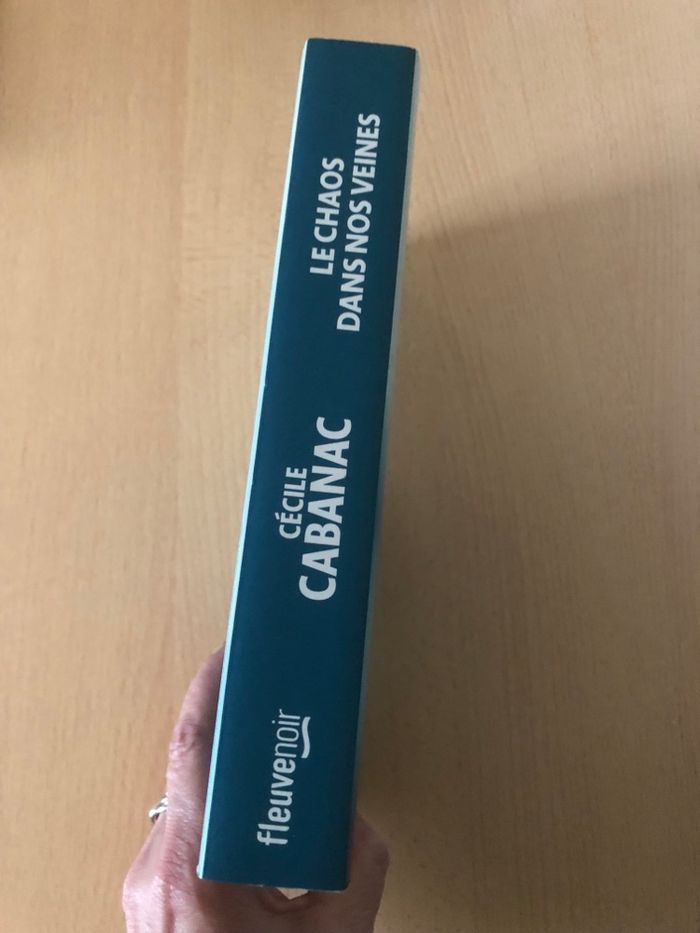 LE CHAOS
DANS NOS VEINES
CÉCILE
CABANAC
fleuvenoir